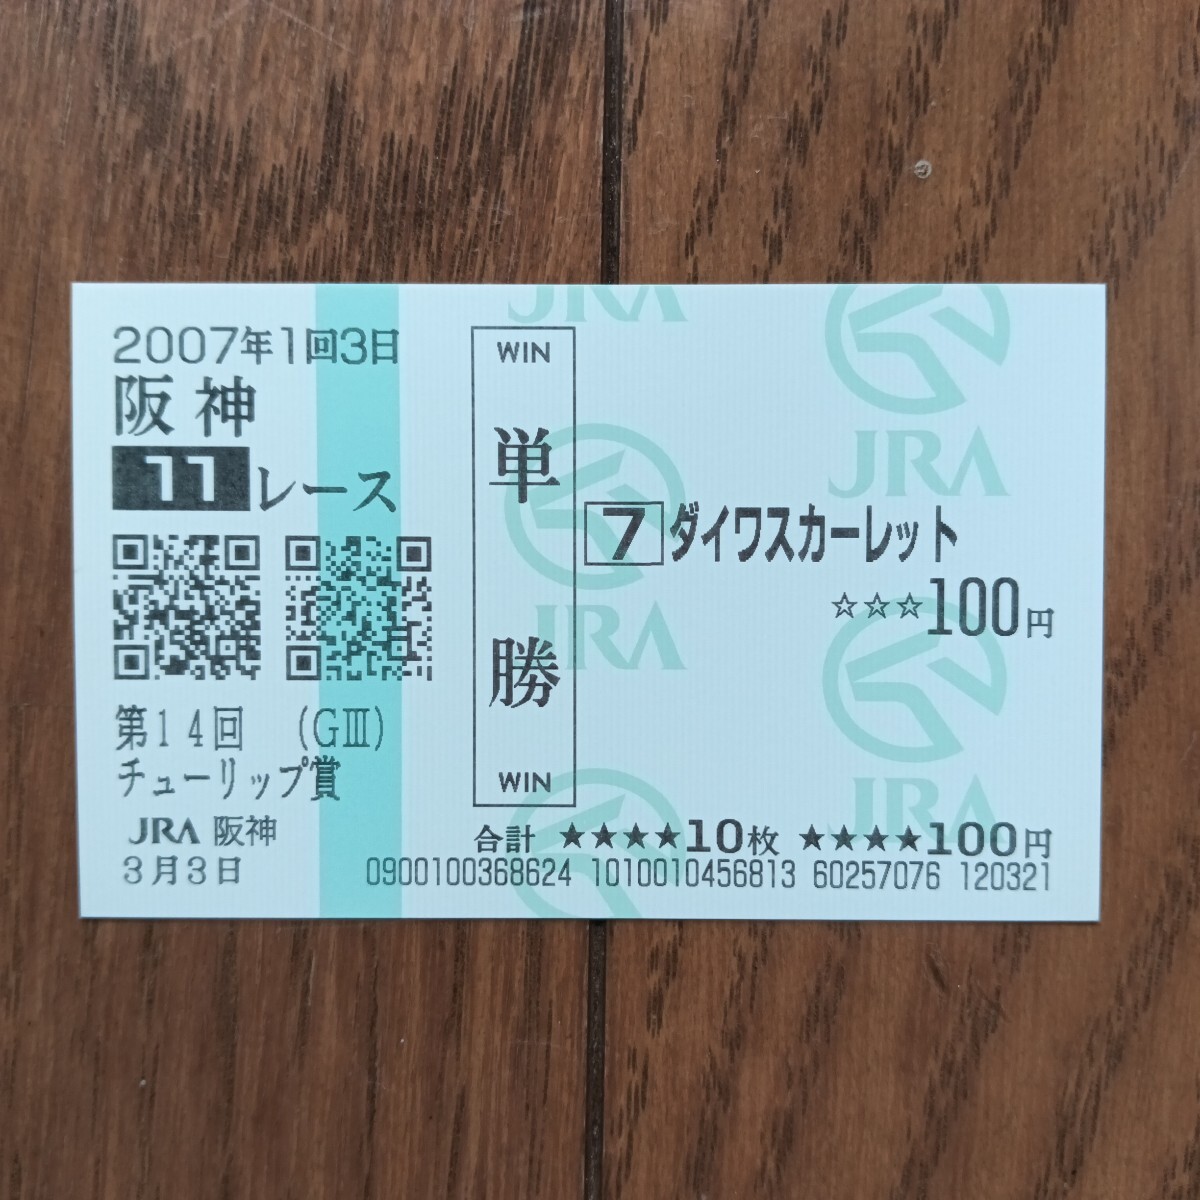 2007年1回3日
阪神
11レース
第14回 (GⅢ)
チューリップ賞
JRA 阪神
3月3日
WIN
単勝
WIN
7 ダイワスカーレット
☆☆☆100円
合計 ★★★★10枚 ★★★★100円
0900100368624 1010010456813 60257076 120321
JRA
JRA
JRA
JRA